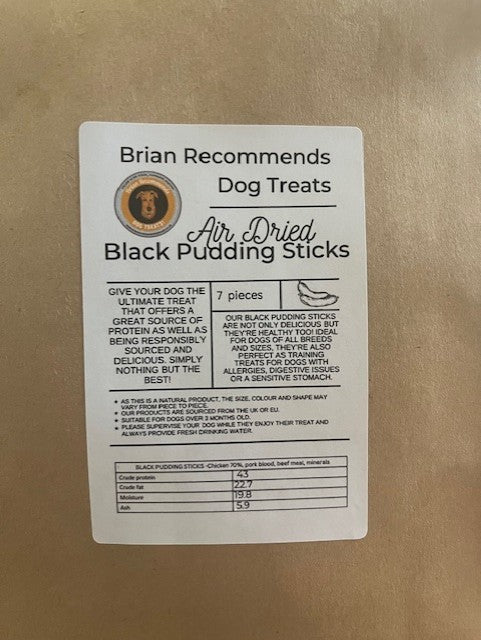 Brian Recommends
Dog Treats
Brian Recommends
DOG TREATS
Air Dried
Black Pudding Sticks
GIVE YOUR DOG THE
ULTIMATE TREAT
THAT OFFERS A
GREAT SOURCE OF
PROTEIN AS WELL AS
BEING RESPONSIBLY
SOURCED AND
DELICIOUS. SIMPLY
NOTHING BUT THE
BEST!
7 pieces
OUR BLACK PUDDING STICKS
ARE NOT ONLY DELICIOUS BUT
THEY'RE HEALTHY TOO! IDEAL
FOR DOGS OF ALL BREEDS
AND SIZES, THEY'RE ALSO
PERFECT AS TRAINING
TREATS FOR DOGS WITH
ALLERGIES, DIGESTIVE ISSUES
OR A SENSITIVE STOMACH.
AS THIS IS A NATURAL PRODUCT, THE SIZE, COLOUR AND SHAPE MAY
VARY FROM PIECE TO PIECE.
OUR PRODUCTS ARE SOURCED FROM THE UK OR EU.
SUITABLE FOR DOGS OVER 3 MONTHS OLD.
PLEASE SUPERVISE YOUR DOG WHILE THEY ENJOY THEIR TREAT AND
ALWAYS PROVIDE FRESH DRINKING WATER.
BLACK PUDDING STICKS -Chicken 70%, pork blood, beef meal, minerals
Crude protein 43
Crude fat 22.7
Moisture 19.8
Ash 5.9